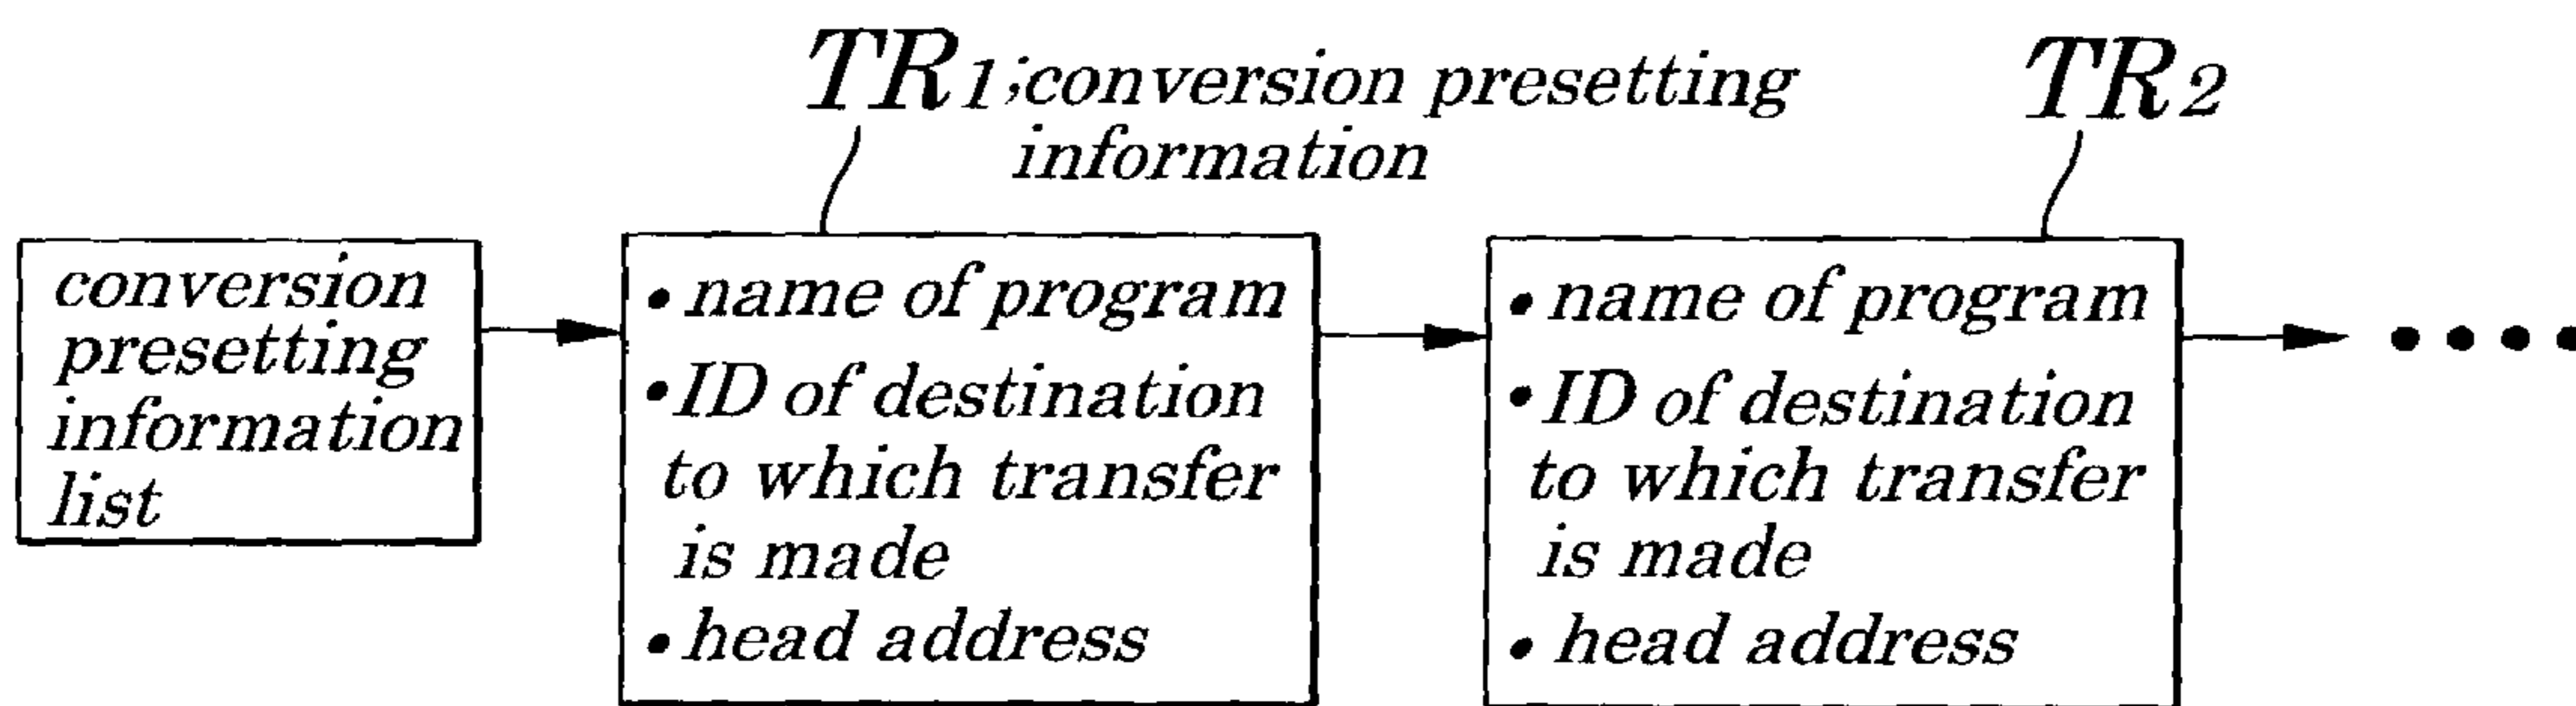 TR1;conversion presetting
information
TR2
conversion
presetting
information
list
• name of program
• ID of destination
to which transfer
is made
• head address
• name of program
• ID of destination
to which transfer
is made
• head address